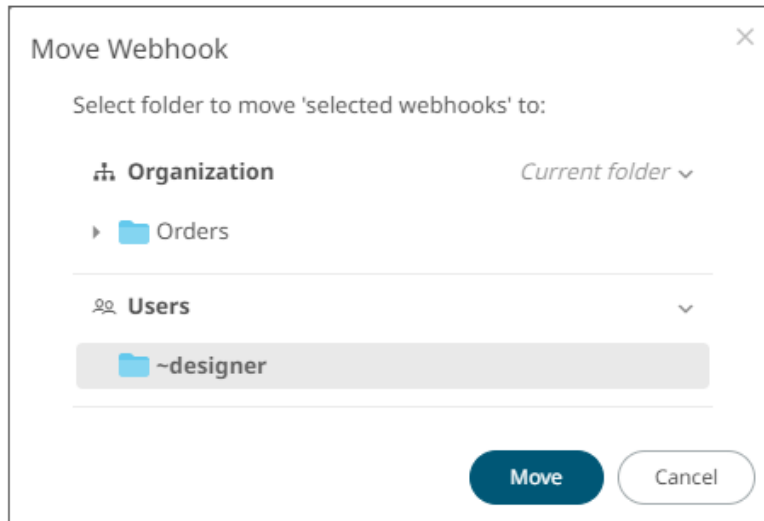 Move Webhook
Select folder to move 'selected webhooks' to:
Organization Current folder
Orders
Users
~designer
Move Cancel